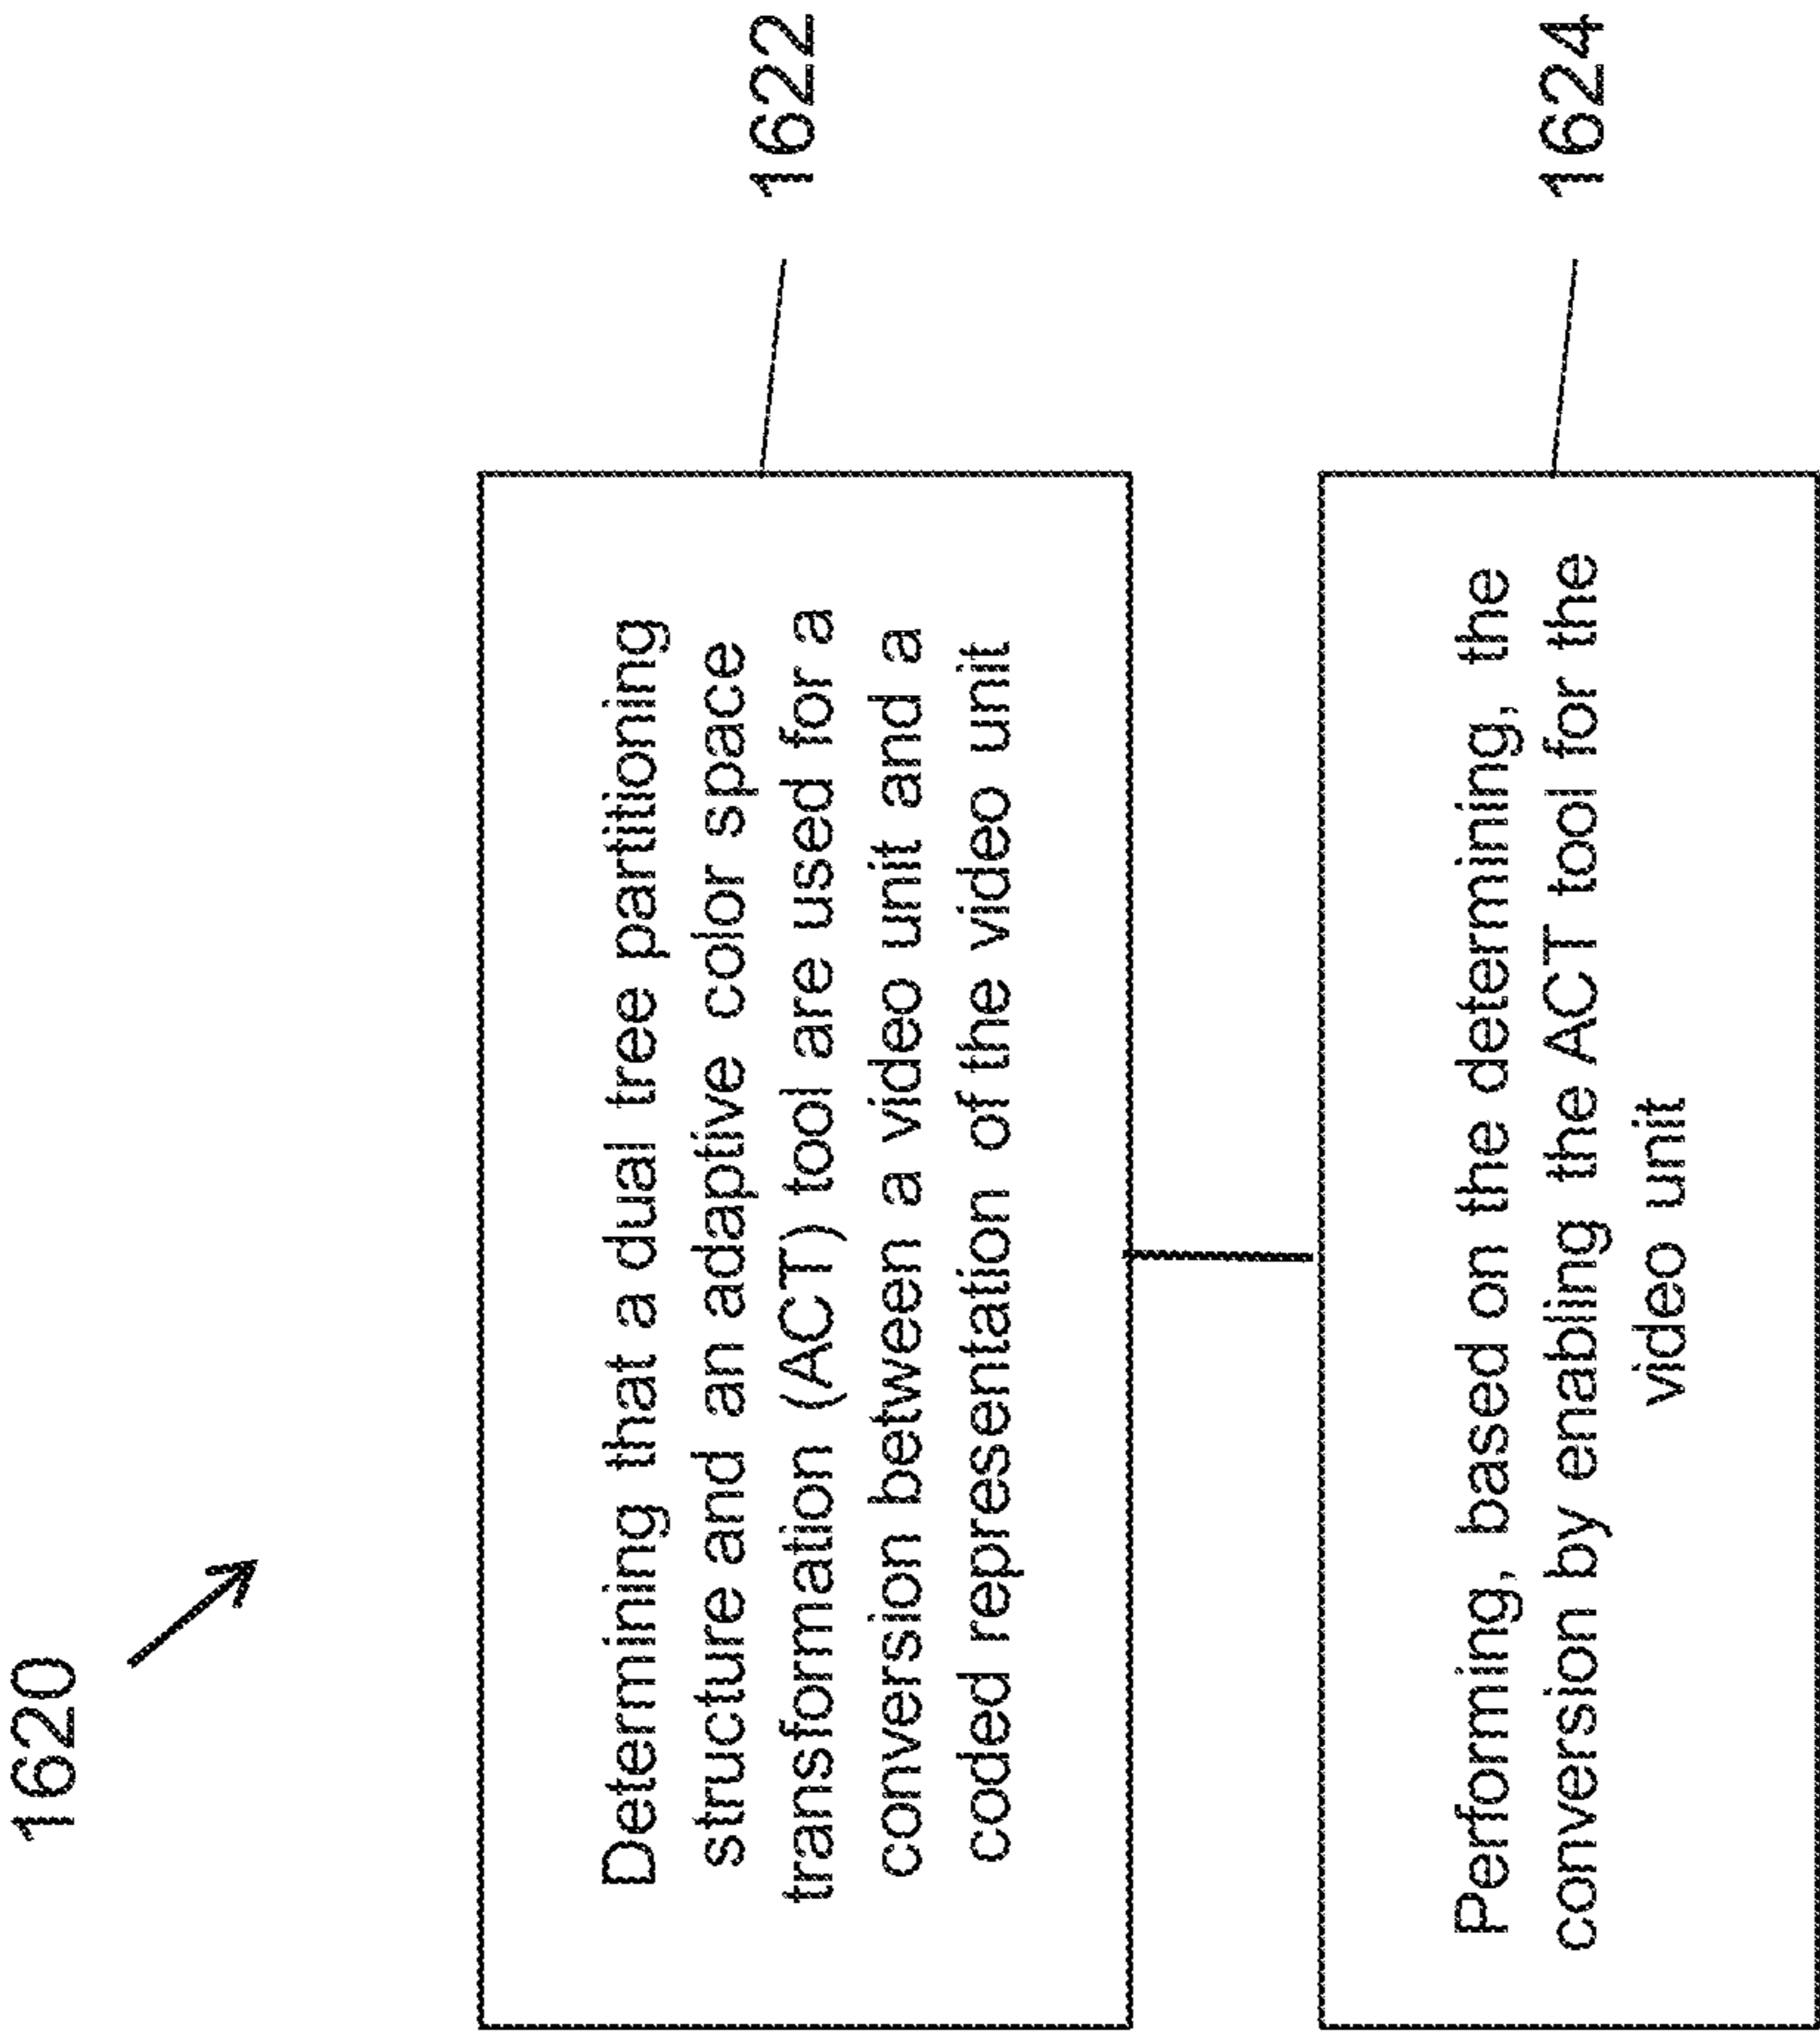 1620
Determining that a dual tree partitioning
structure and an adaptive color space
transformation (ACT) tool are used for a
conversion between a video unit and a
coded representation of the video unit
1622
Performing, based on the determining, the
conversion by enabling the ACT tool for the
video unit
1624